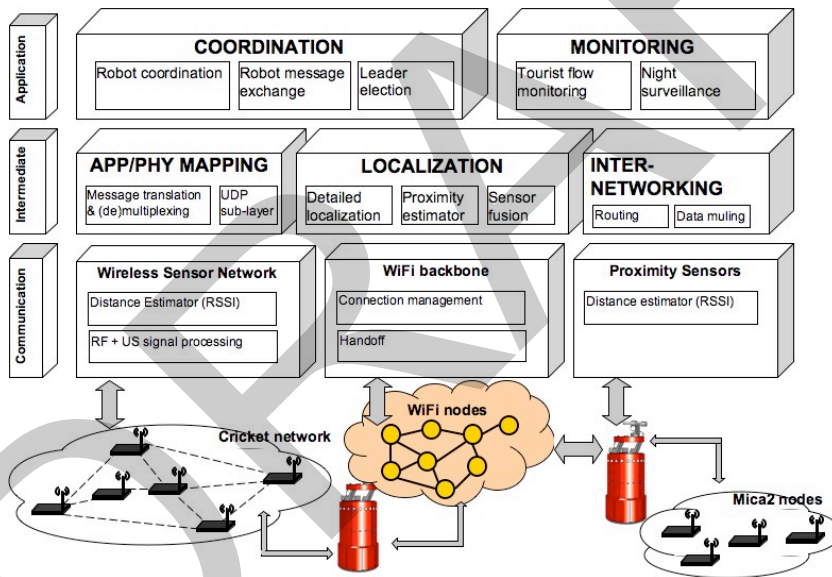 Application
COORDINATION
Robot coordination
Robot message
exchange
Leader
election
MONITORING
Tourist flow
monitoring
Night
surveillance
Intermediate
APP/PHY MAPPING
Message translation
& (de)multiplexing
UDP
sub-layer
LOCALIZATION
Detailed
localization
Proximity
estimator
Sensor
fusion
INTER-
NETWORKING
Routing
Data muling
Communication
Wireless Sensor Network
Distance Estimator (RSSI)
RF + US signal processing
WiFi backbone
Connection management
Handoff
Proximity Sensors
Distance estimator (RSSI)
Cricket network
WiFi nodes
Mica2 nodes
DRAFT